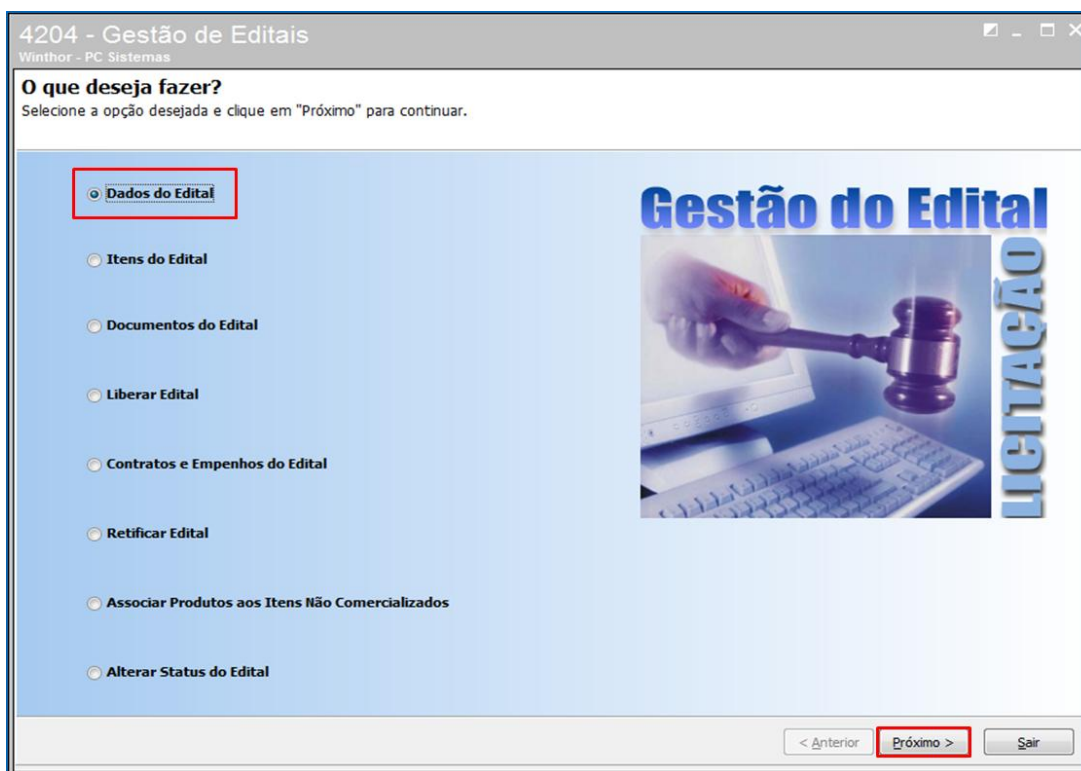 4204 - Gestão de Editais
Winthor - PC Sistemas
O que deseja fazer?
Selecione a opção desejada e clique em "Próximo" para continuar.
Dados do Edital
Itens do Edital
Documentos do Edital
Liberar Edital
Contratos e Empenhos do Edital
Retificar Edital
Associar Produtos aos Itens Não Comercializados
Alterar Status do Edital
Gestão do Edital
LICITAÇÃO
< Anterior
Próximo >
Sair